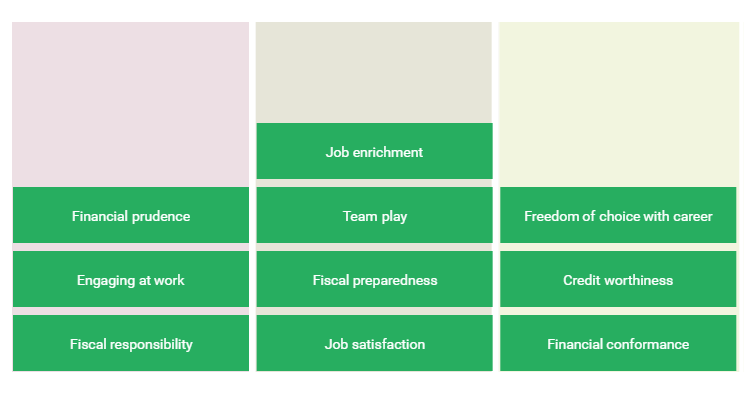 Job enrichment
Financial prudence
Team play
Freedom of choice with career
Engaging at work
Fiscal preparedness
Credit worthiness
Fiscal responsibility
Job satisfaction
Financial conformance